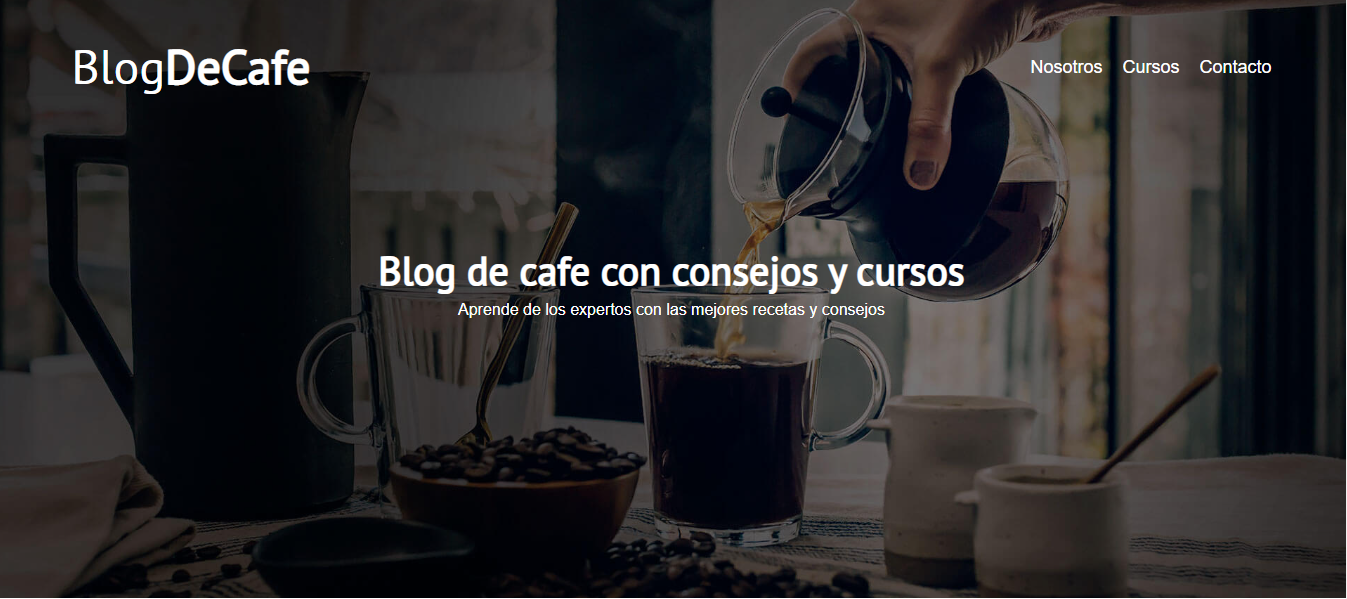 BlogDeCafe
Nosotros Cursos Contacto
Blog de cafe con consejos y cursos
Aprende de los expertos con las mejores recetas y consejos